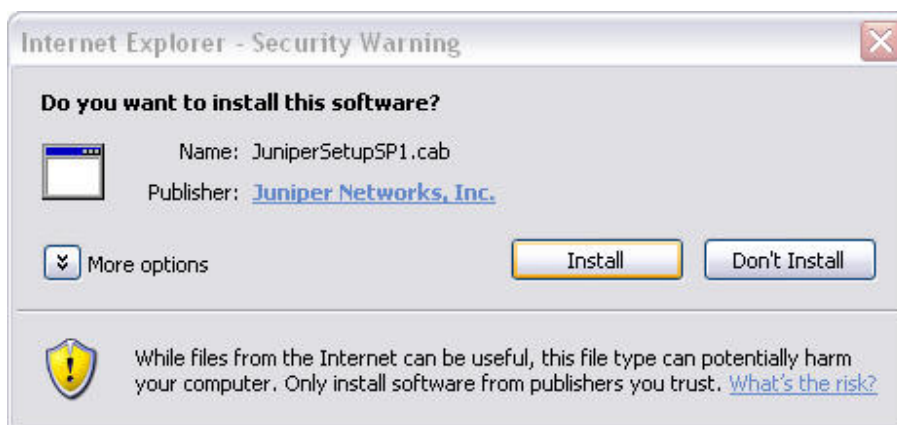 Internet Explorer - Security Warning
Do you want to install this software?
Name: JuniperSetupSP1.cab
Publisher: Juniper Networks, Inc.
More options
Install
Don't Install
While files from the Internet can be useful, this file type can potentially harm
your computer. Only install software from publishers you trust. What's the risk?